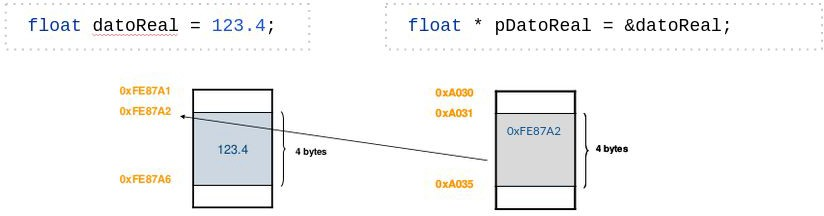 float datoReal = 123.4;
float * pDatoReal = &datoReal;
0xFE87A1
0xFE87A2
123.4
4 bytes
0xFE87A6
0xA030
0xA031
0xFE87A2
4 bytes
0xA035